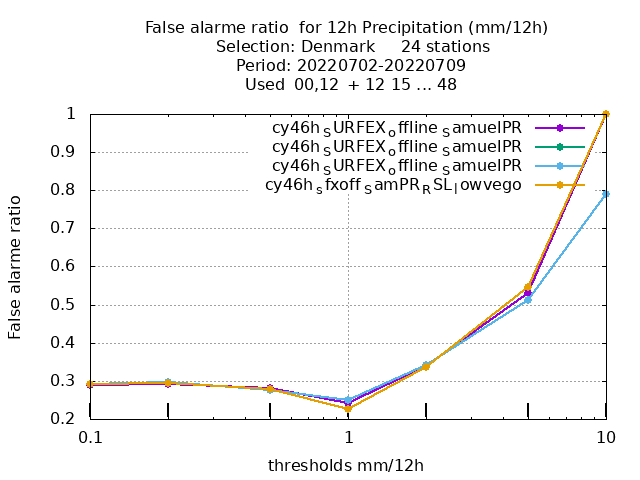 False alarme ratio  for 12h Precipitation (mm/12h)
Selection: Denmark     24 stations
Period: 20220702-20220709
Used  00,12  + 12 15 ... 48
cy46h_SURFEX_offline_SamuelPR
cy46h_SURFEX_offline_SamuelPR
cy46h_SURFEX_offline_SamuelPR
cy46h_sfxoff_SamPR_RSL_lowvego
1
0.9
0.8
0.7
0.6
0.5
0.4
0.3
0.2
False alarme ratio
0.1 1 10
thresholds mm/12h